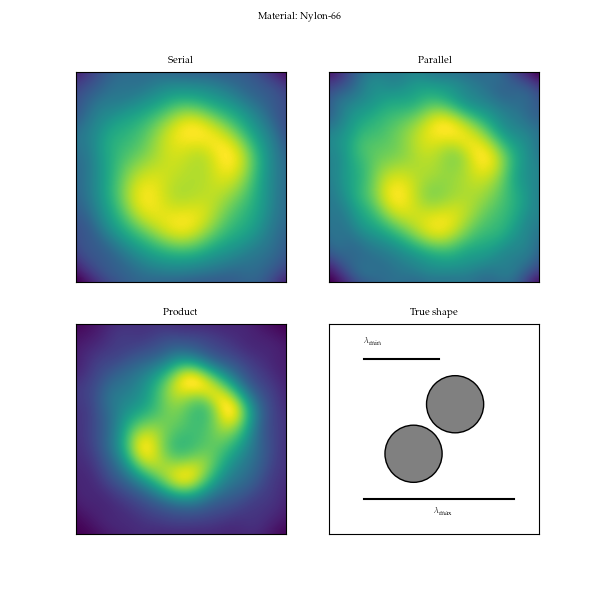 Material: Nylon-66
Serial
Parallel
Product
True shape
λmin
λmax